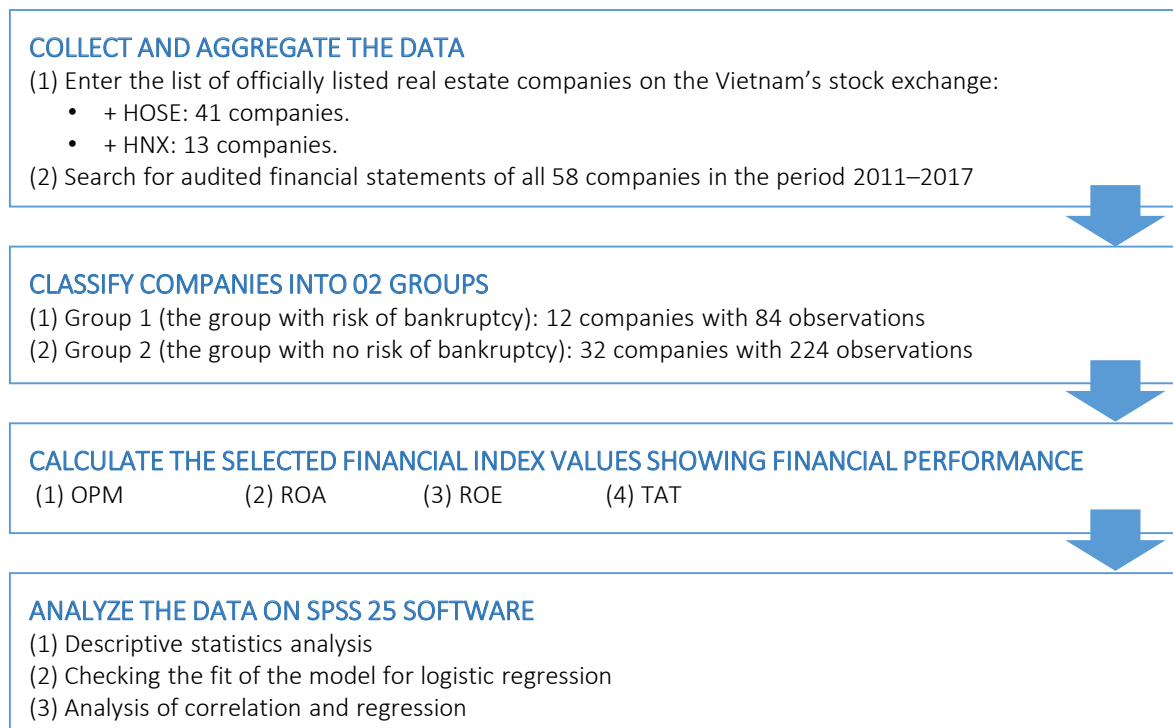 COLLECT AND AGGREGATE THE DATA
(1) Enter the list of officially listed real estate companies on the Vietnam’s stock exchange:
• + HOSE: 41 companies.
• + HNX: 13 companies.
(2) Search for audited financial statements of all 58 companies in the period 2011–2017
CLASSIFY COMPANIES INTO 02 GROUPS
(1) Group 1 (the group with risk of bankruptcy): 12 companies with 84 observations
(2) Group 2 (the group with no risk of bankruptcy): 32 companies with 224 observations
CALCULATE THE SELECTED FINANCIAL INDEX VALUES SHOWING FINANCIAL PERFORMANCE
(1) OPM (2) ROA (3) ROE (4) TAT
ANALYZE THE DATA ON SPSS 25 SOFTWARE
(1) Descriptive statistics analysis
(2) Checking the fit of the model for logistic regression
(3) Analysis of correlation and regression